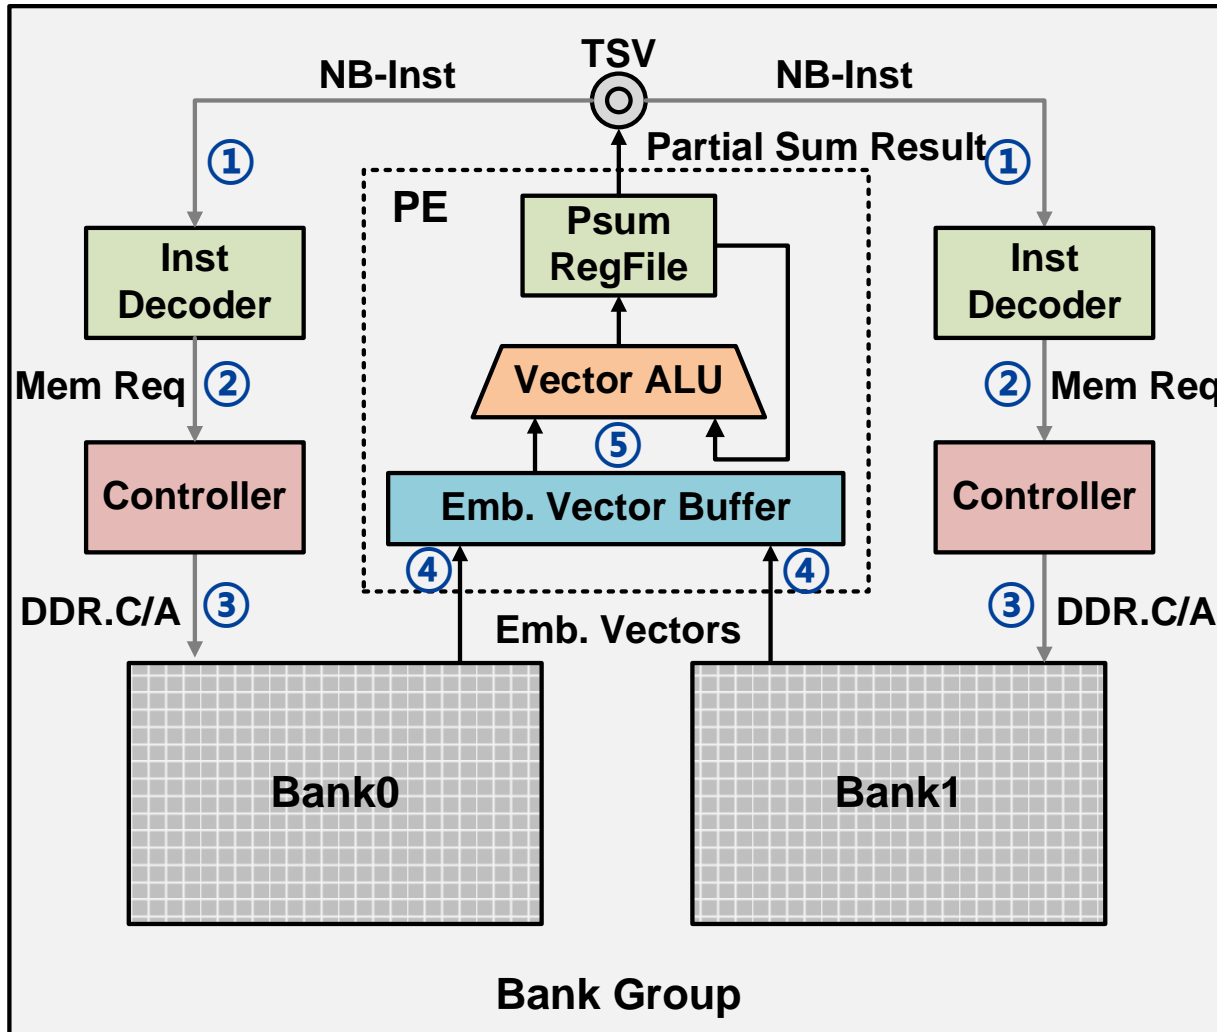 TSV
NB-Inst
NB-Inst
Partial Sum Result
①
①
PE
Psum
RegFile
Inst
Decoder
Inst
Decoder
Vector ALU
Mem Req
②
②
Mem Req
⑤
Controller
Emb. Vector Buffer
Controller
④
④
DDR.C/A
③
③
DDR.C/A
Emb. Vectors
Bank0
Bank1
Bank Group